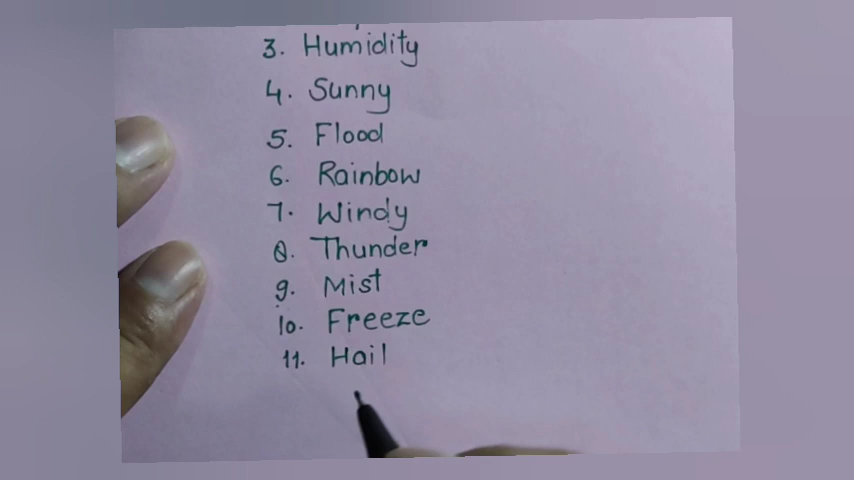 3. Humidity
4. Sunny
5. Flood
6. Rainbow
7. Windy
8. Thunder
9. Mist
10. Freeze
11. Hail